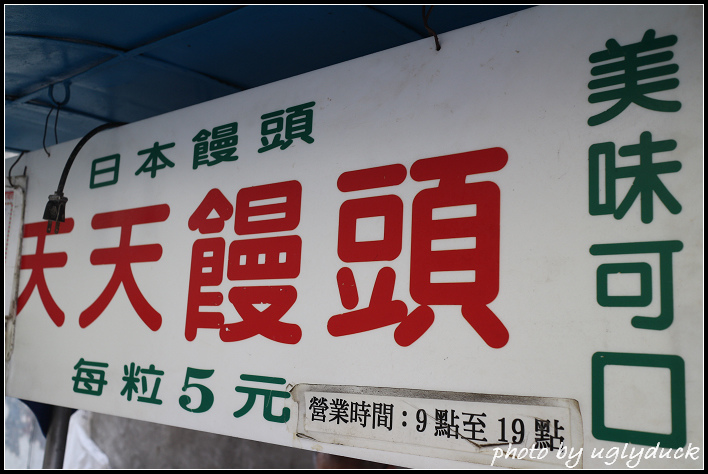 日本饅頭
天天饅頭
每粒5元
營業時間：9點至19點
美味可口
photo by uglyduck